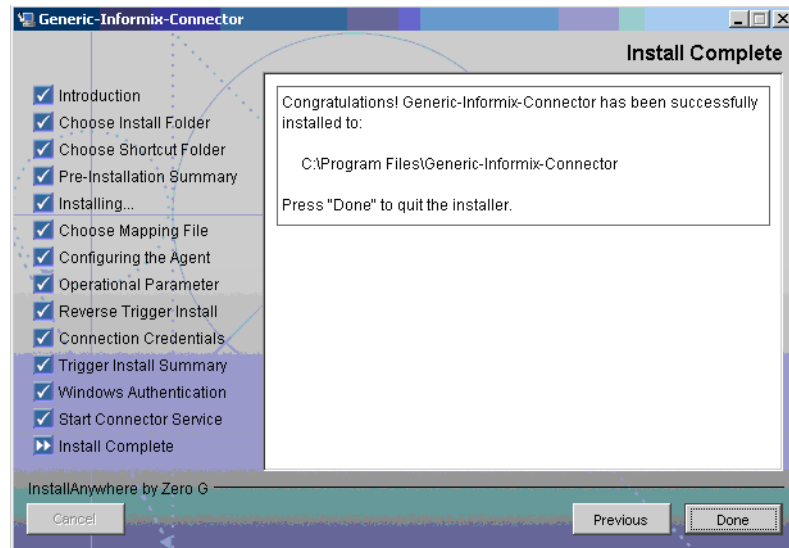 Generic-Informix-Connector
Install Complete
Introduction
Choose Install Folder
Choose Shortcut Folder
Pre-Installation Summary
Installing...
Choose Mapping File
Configuring the Agent
Operational Parameter
Reverse Trigger Install
Connection Credentials
Trigger Install Summary
Windows Authentication
Start Connector Service
Install Complete
Congratulations! Generic-Informix-Connector has been successfully
installed to:
C:\Program Files\Generic-Informix-Connector
Press "Done" to quit the installer.
InstallAnywhere by Zero G
Cancel
Previous
Done